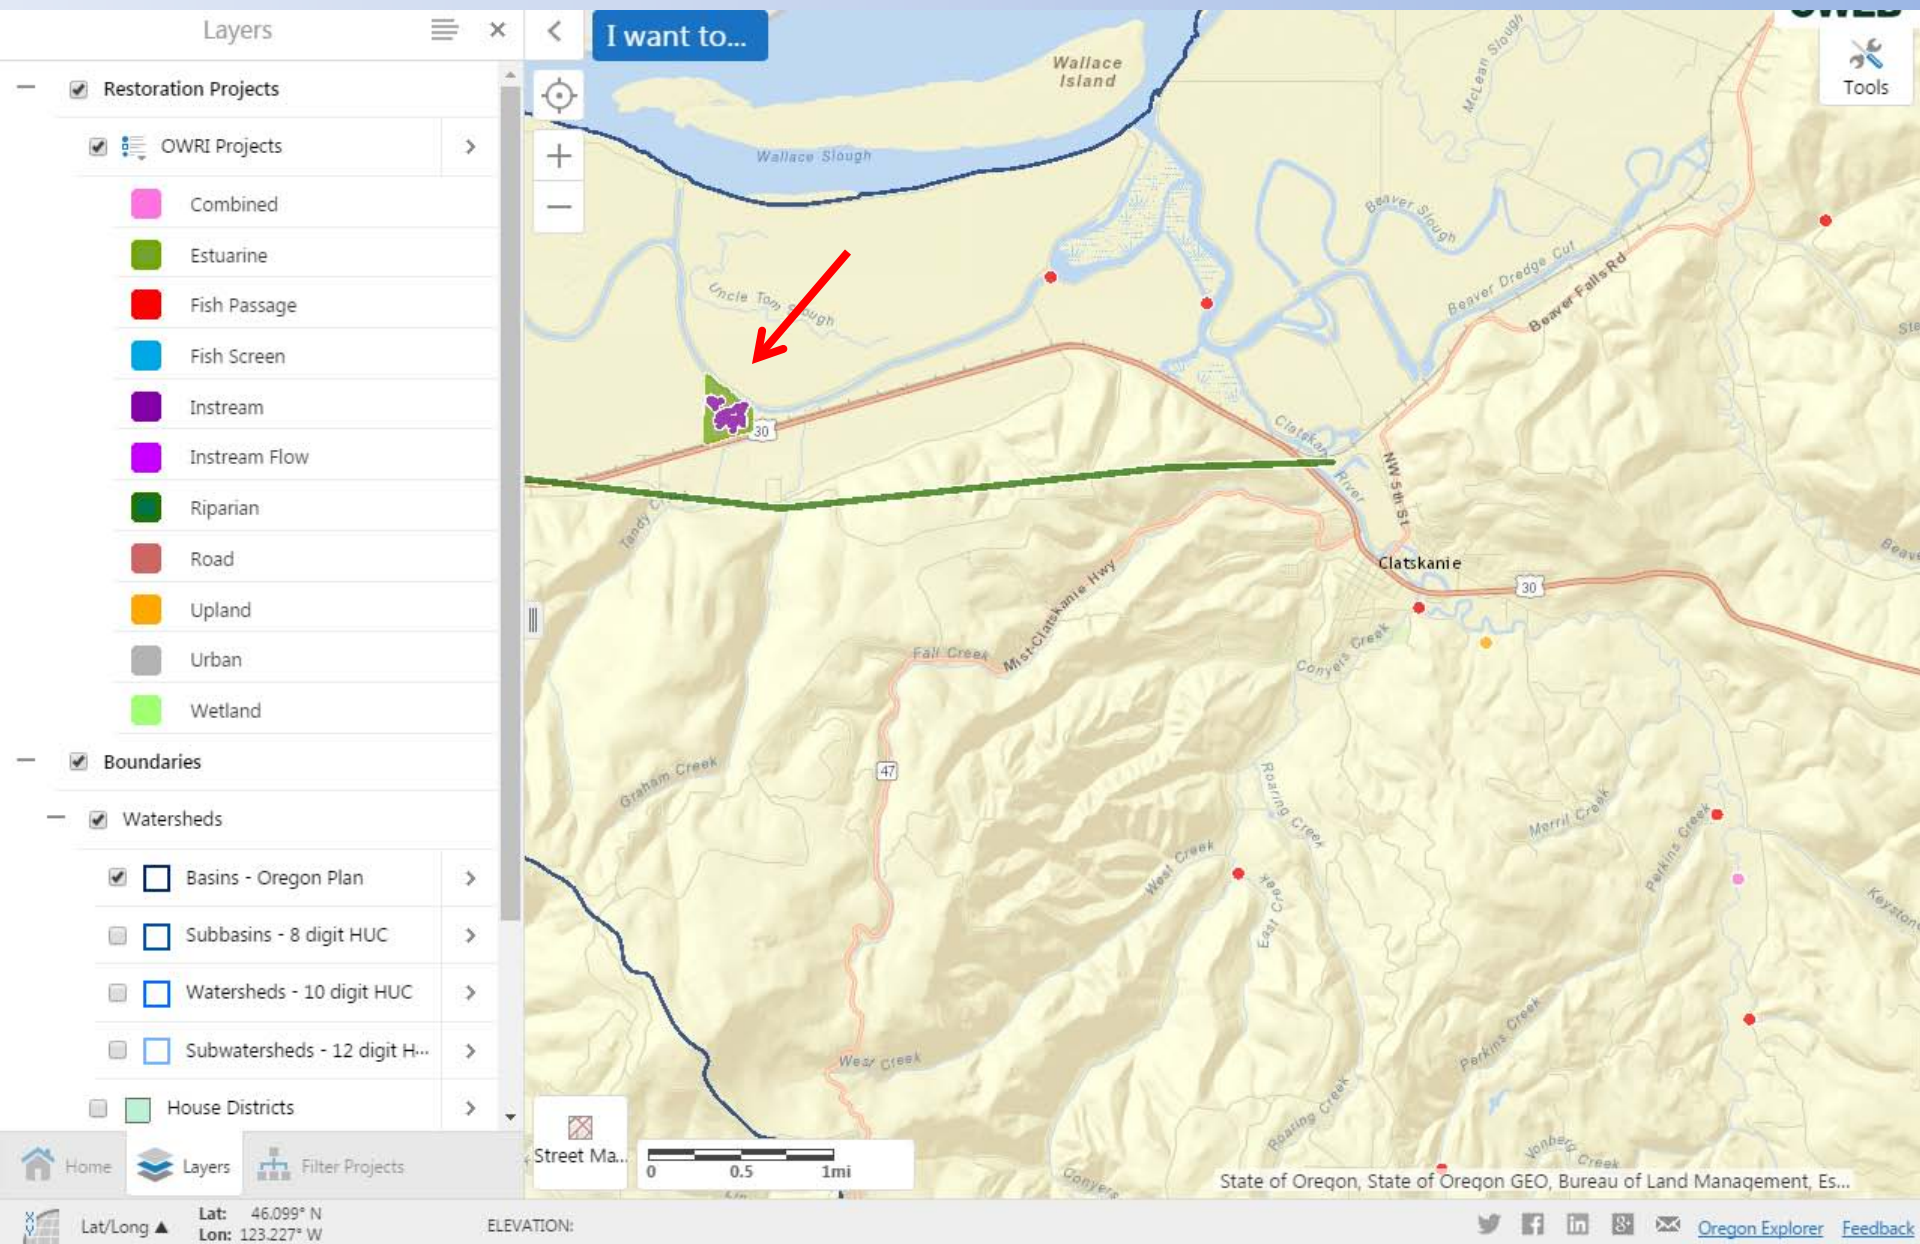 Layers
Restoration Projects
OWRI Projects
Combined
Estuarine
Fish Passage
Fish Screen
Instream
Instream Flow
Riparian
Road
Upland
Urban
Wetland
Boundaries
Watersheds
Basins - Oregon Plan
Subbasins - 8 digit HUC
Watersheds - 10 digit HUC
Subwatersheds - 12 digit H...
House Districts
Home
Layers
Filter Projects
I want to...
Tools
Wallace
Island
Wallace Slough
McLean Slough
Beaver Slough
Beaver Dredge Cut
Beaver Falls Rd
Uncle Tom Slough
30
Clatskanie
River
NW 5th St
Tandy
Clatskanie
30
Mist-Clatskanie Hwy
Fall Creek
Conyers Creek
47
Graham Creek
Roaring Creek
Merril Creek
Perkins Creek
West Creek
East Creek
Keystone
West Creek
Perkins Creek
Roaring Creek
Conyers
Street Ma...
0 0.5 1mi
State of Oregon, State of Oregon GEO, Bureau of Land Management, Es...
Lat/Long ▲
Lat: 46.099° N
Lon: 123.227° W
ELEVATION:
Oregon Explorer Feedback